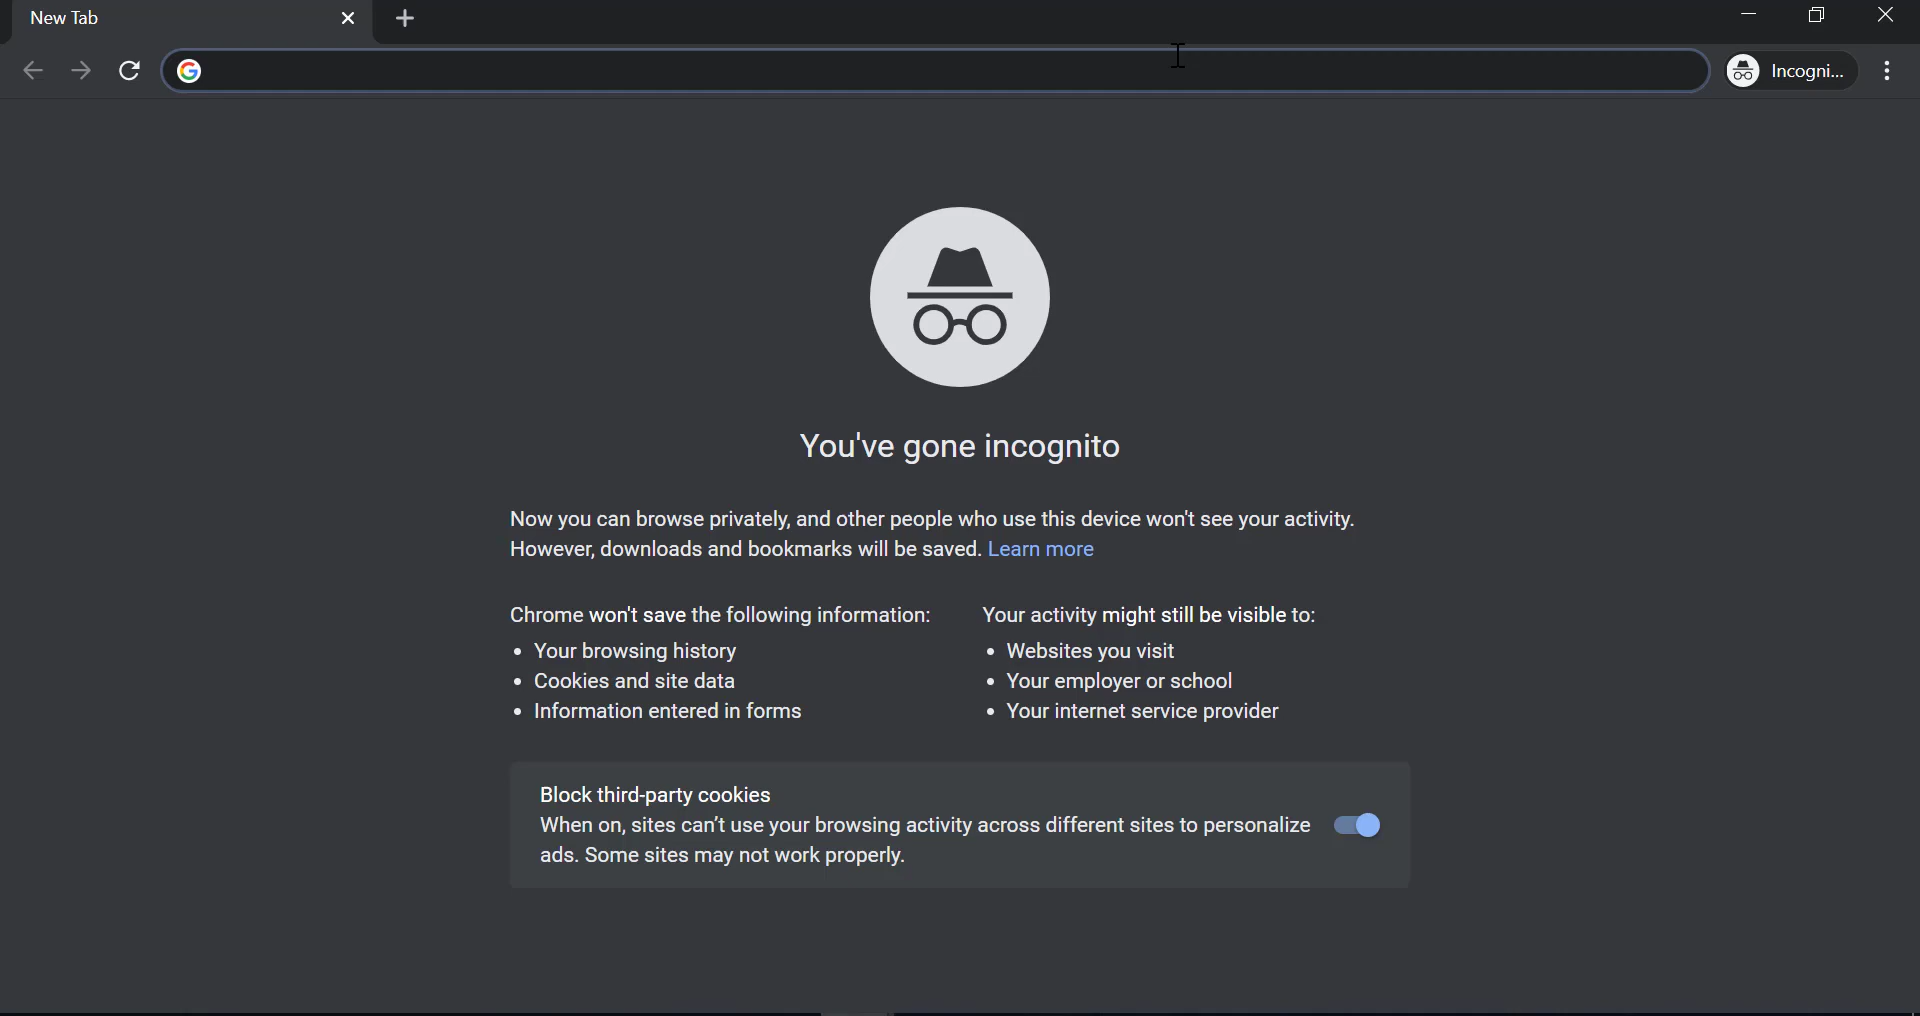 New Tab
Incogni...
You've gone incognito
Now you can browse privately, and other people who use this device won't see your activity.
However, downloads and bookmarks will be saved. Learn more
Chrome won't save the following information:
Your browsing history
Cookies and site data
Information entered in forms
Your activity might still be visible to:
Websites you visit
Your employer or school
Your internet service provider
Block third-party cookies
When on, sites can’t use your browsing activity across different sites to personalize
ads. Some sites may not work properly.